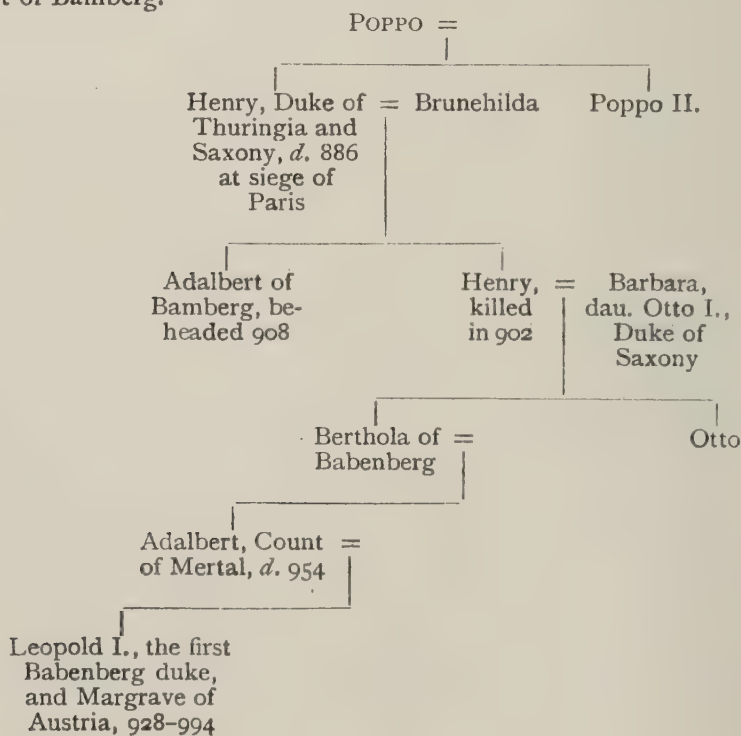 t of Bamberg.
POPPO =
Henry, Duke of = Brunehilda Poppo II.
Thuringia and
Saxony, d. 886
at siege of
Paris
Adalbert of
Bamberg, be-
headed 908
Henry, = Barbara,
killed dau. Otto I.,
in 902 Duke of
Saxony
Berthola of =
Babenberg
Otto
Adalbert, Count =
of Mertal, d. 954
Leopold I., the first
Babenberg duke,
and Margrave of
Austria, 928–994